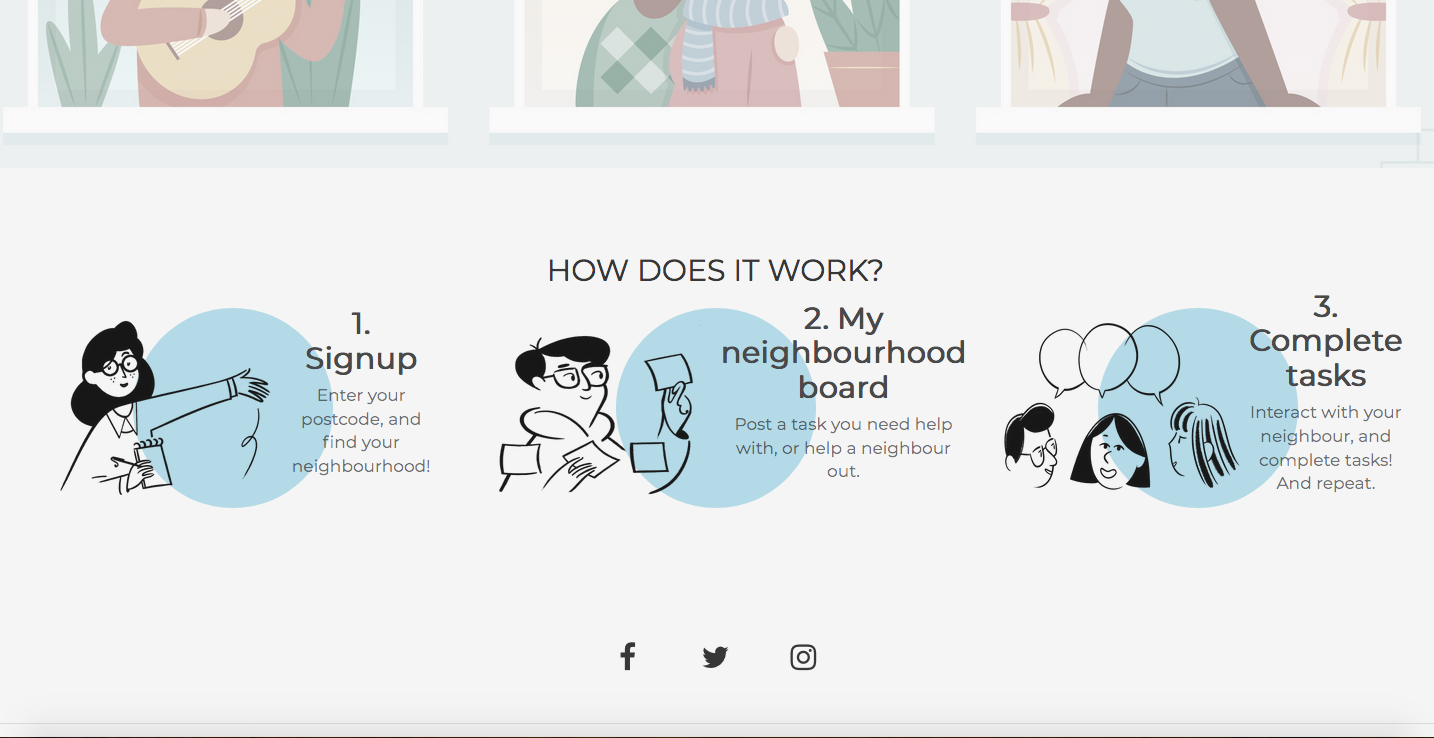 HOW DOES IT WORK?
1.
Signup
Enter your
postcode, and
find your
neighbourhood!
2. My
neighbourhood
board
Post a task you need help
with, or help a neighbour
out.
3.
Complete
tasks
Interact with your
neighbour, and
complete tasks!
And repeat.